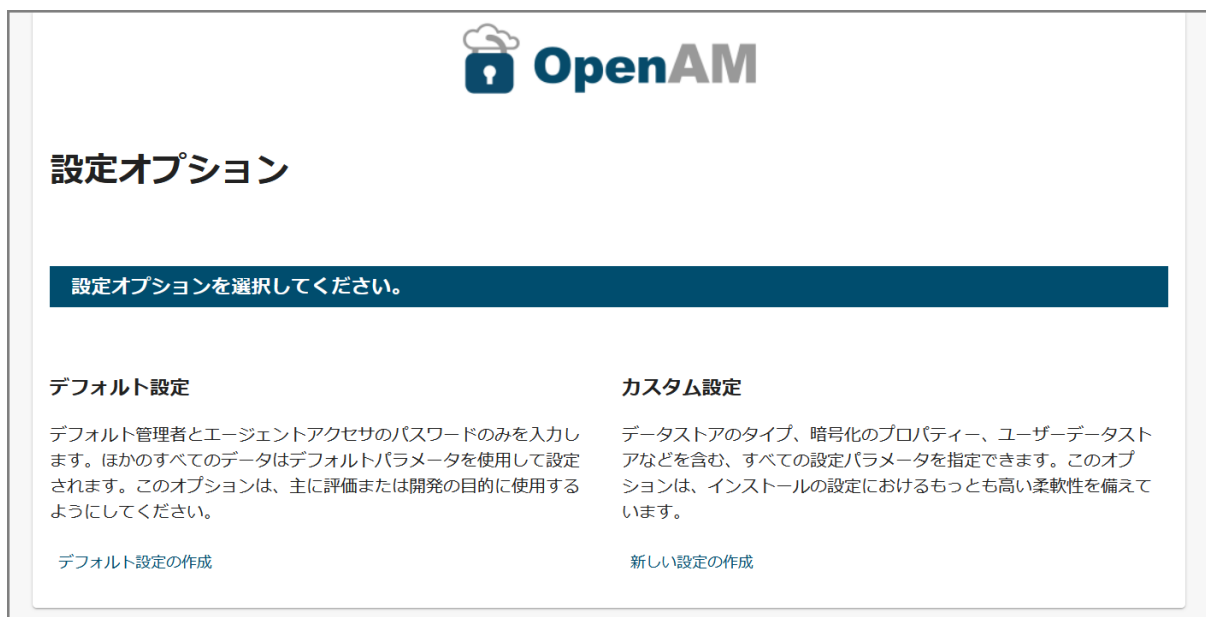 OpenAM
設定オプション
設定オプションを選択してください。
デフォルト設定
デフォルト管理者とエージェントアクセサのパスワードのみを入力し
ます。ほかのすべてのデータはデフォルトパラメータを使用して設定
されます。このオプションは、主に評価または開発の目的に使用する
ようにしてください。
デフォルト設定の作成
カスタム設定
データストアのタイプ、暗号化のプロパティー、ユーザーデータスト
アなどを含む、すべての設定パラメータを指定できます。このオプ
ションは、インストールの設定におけるもっとも高い柔軟性を備えて
います。
新しい設定の作成